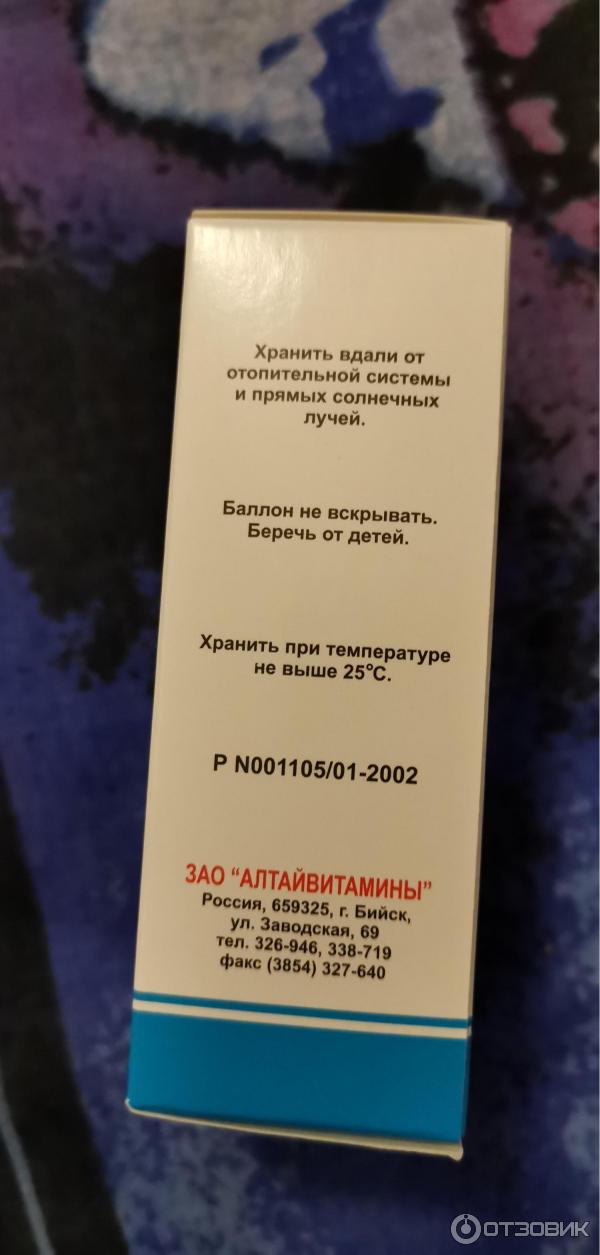 Хранить вдали от
отопительной системы
и прямых солнечных
лучей.
Баллон не вскрывать.
Беречь от детей.
Хранить при температуре
не выше 25°С.
Р N001105/01-2002
ЗАО "АЛТАЙВИТАМИНЫ"
Россия, 659325, г. Бийск,
ул. Заводская, 69
тел. 326-946, 338-719
факс (3854) 327-640
ОТЗОВИК